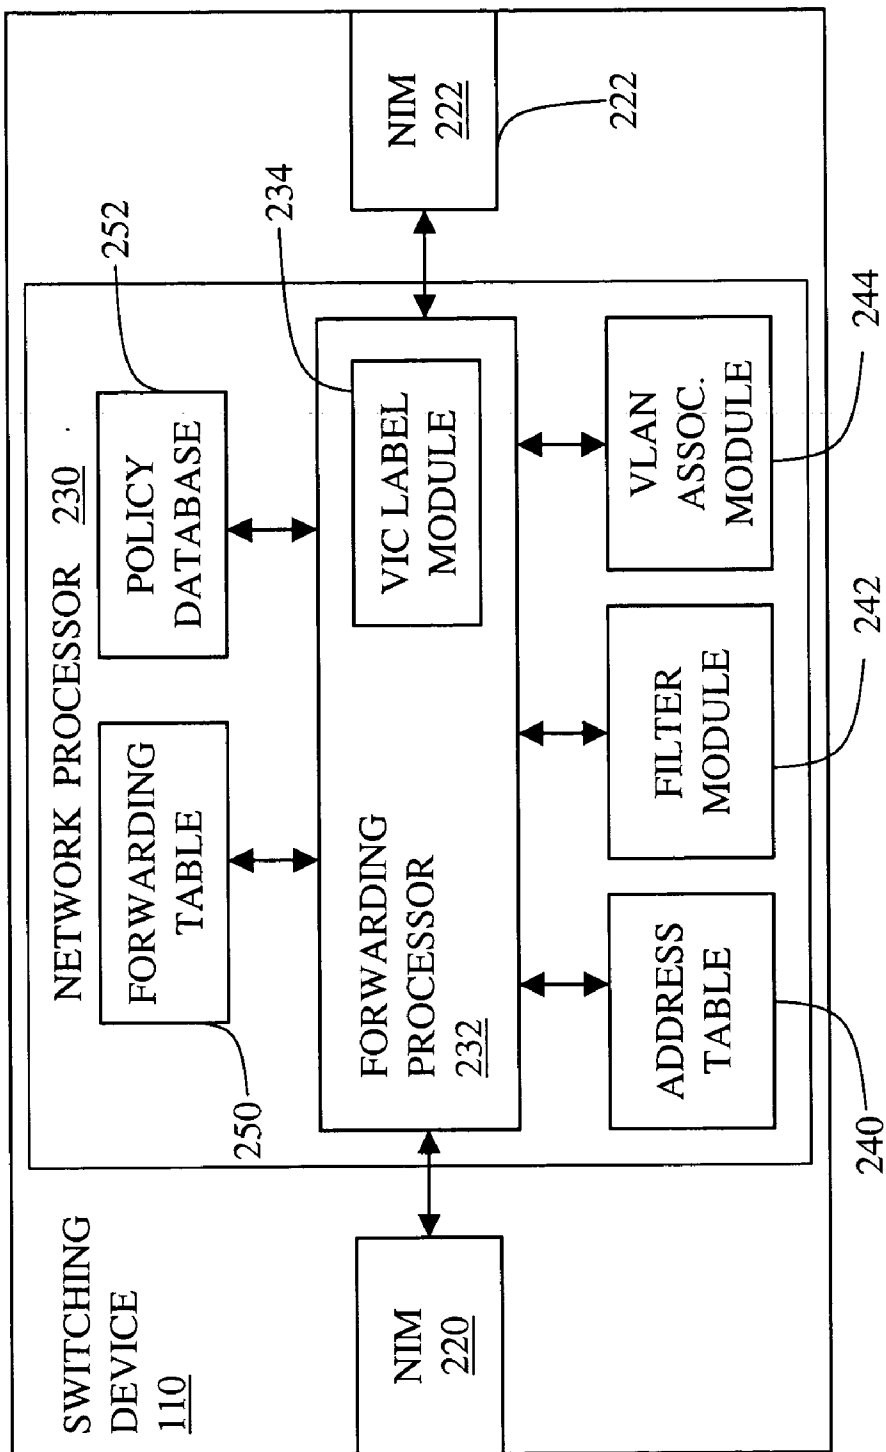 SWITCHING
DEVICE
110
NETWORK PROCESSOR 230
FORWARDING
TABLE
250
POLICY
DATABASE
252
NIM
220
FORWARDING
PROCESSOR
232
VIC LABEL
MODULE
234
NIM
222
222
ADDRESS
TABLE
240
FILTER
MODULE
242
VLAN
ASSOC.
MODULE
244